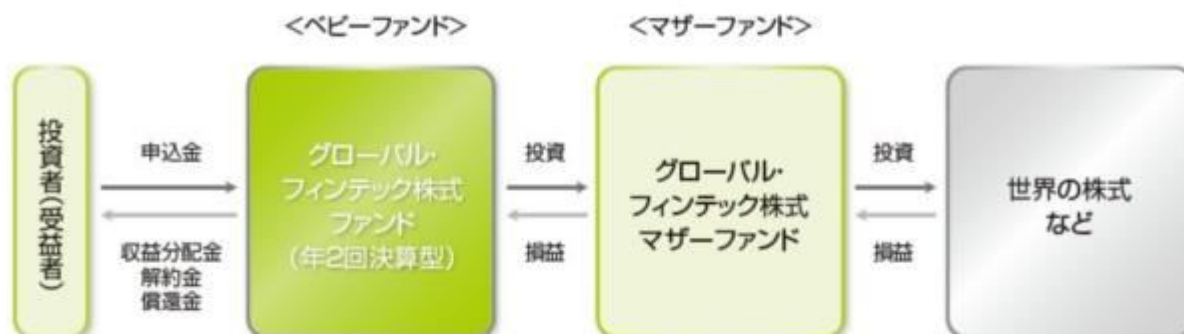 <ベビーファンド>
<マザーファンド>
投資者(受益者)
申込金
収益分配金
解約金
償還金
グローバル・
フィンテック株式
ファンド
(年2回決算型)
投資
損益
グローバル・
フィンテック株式
マザーファンド
投資
損益
世界の株式
など